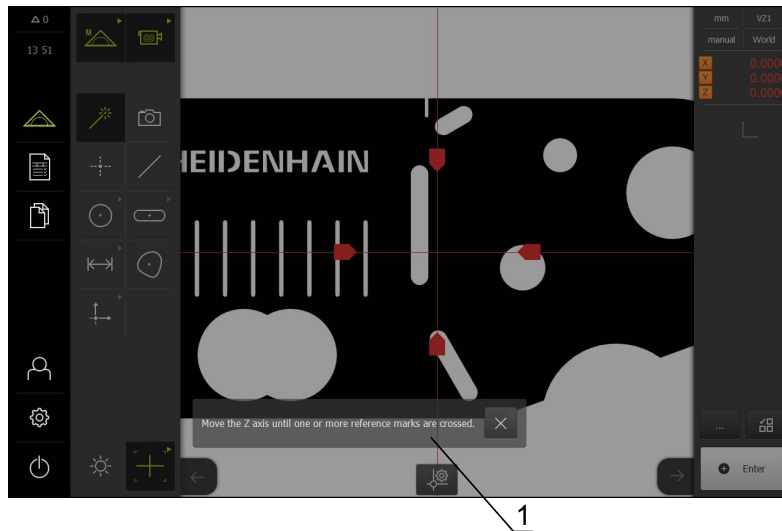 △ 0
13 51
M
mm VZ1
manual World
X 0.000
Y 0.000
Z 0.000
HEIDENHAIN
Move the Z axis until one or more reference marks are crossed.
...
Enter
1